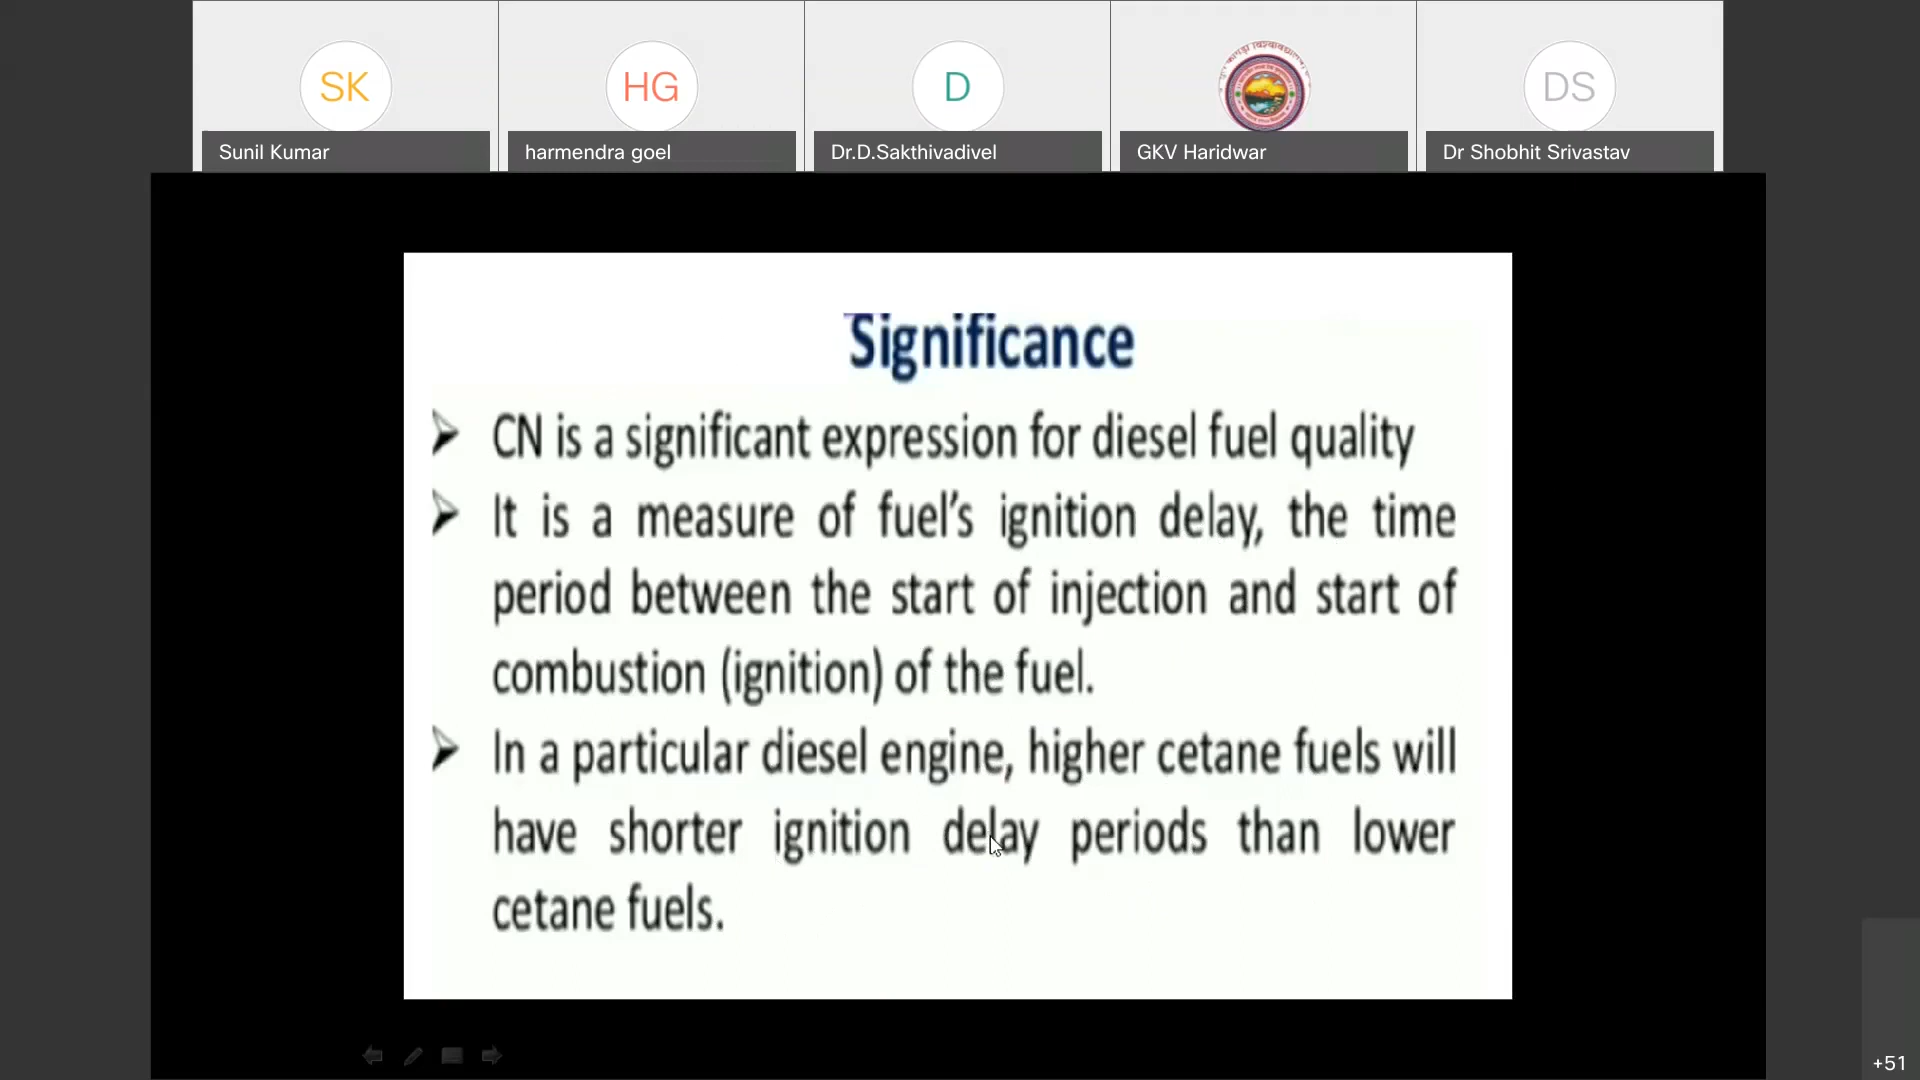 SK
HG
D
DS
Sunil Kumar
harmendra goel
Dr.D.Sakthivadivel
GKV Haridwar
Dr Shobhit Srivastav
Significance
➤ CN is a significant expression for diesel fuel quality
➤ It is a measure of fuel's ignition delay, the time
period between the start of injection and start of
combustion (ignition) of the fuel.
➤ In a particular diesel engine, higher cetane fuels will
have shorter ignition delay periods than lower
cetane fuels.
+51